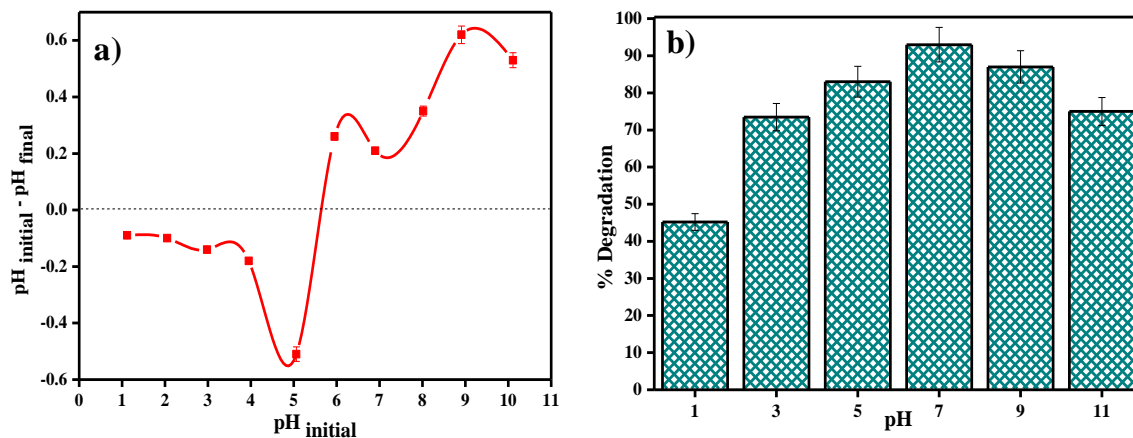 a)
0.6
0.4
0.2
0.0
-0.2
-0.4
-0.6
pH initial - pH final
0 1 2 3 4 5 6 7 8 9 10 11
pH initial
b)
100
90
80
70
60
50
40
30
20
10
0
% Degradation
1 3 5 7 9 11
pH